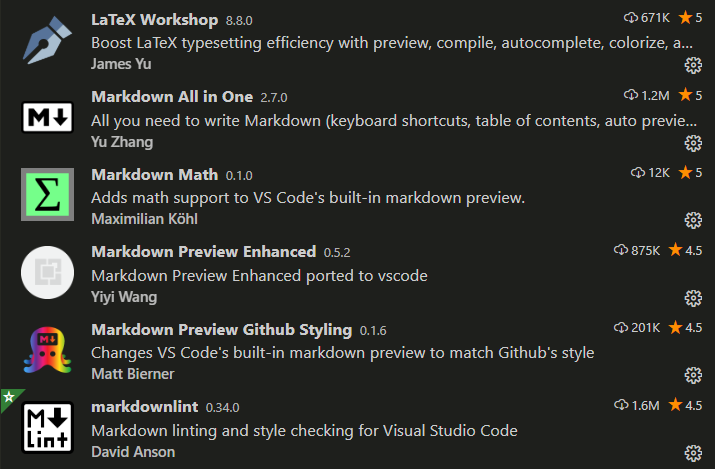 LaTeX Workshop 8.8.0 671K 5
Boost LaTeX typesetting efficiency with preview, compile, autocomplete, colorize, a...
James Yu
Markdown All in One 2.7.0 1.2M 5
M
All you need to write Markdown (keyboard shortcuts, table of contents, auto previe...
Yu Zhang
Markdown Math 0.1.0 12K 5
Σ
Adds math support to VS Code's built-in markdown preview.
Maximilian Köhl
Markdown Preview Enhanced 0.5.2 875K 4.5
Markdown Preview Enhanced ported to vscode
Yiyi Wang
Markdown Preview Github Styling 0.1.6 201K 4.5
M
Changes VS Code's built-in markdown preview to match Github's style
Matt Bierner
markdownlint 0.34.0 1.6M 4.5
M
lint
Markdown linting and style checking for Visual Studio Code
David Anson